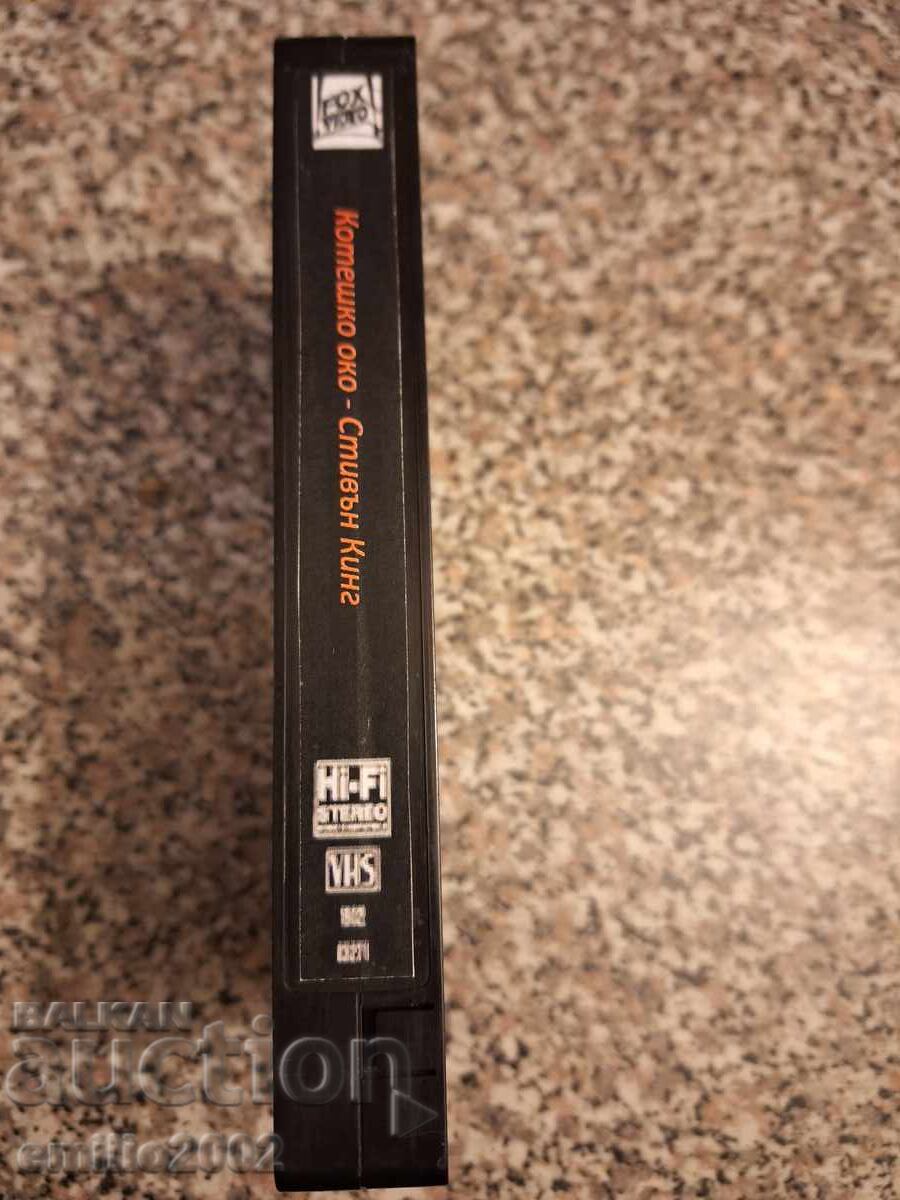 FOX
VIDEO
Котешко око - Стивън Кинг
Hi-Fi
STEREO
VHS
BALKAN
auction
emilio2002